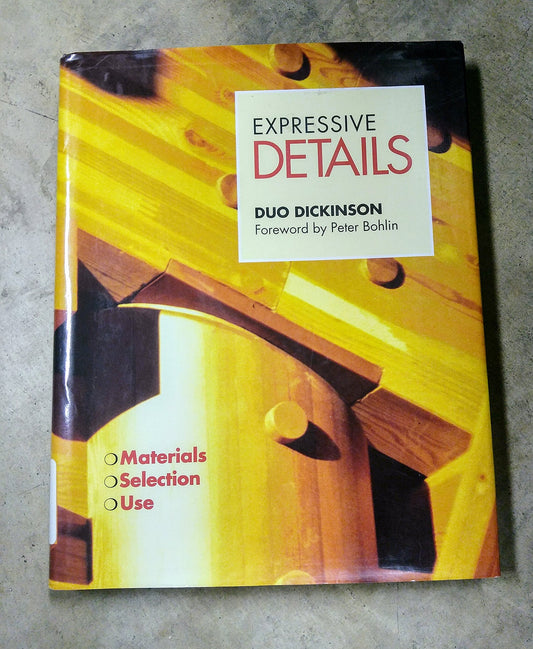 EXPRESSIVE
DETAILS
DUO DICKINSON
Foreword by Peter Bohlin
❍ Materials
❍ Selection
❍ Use